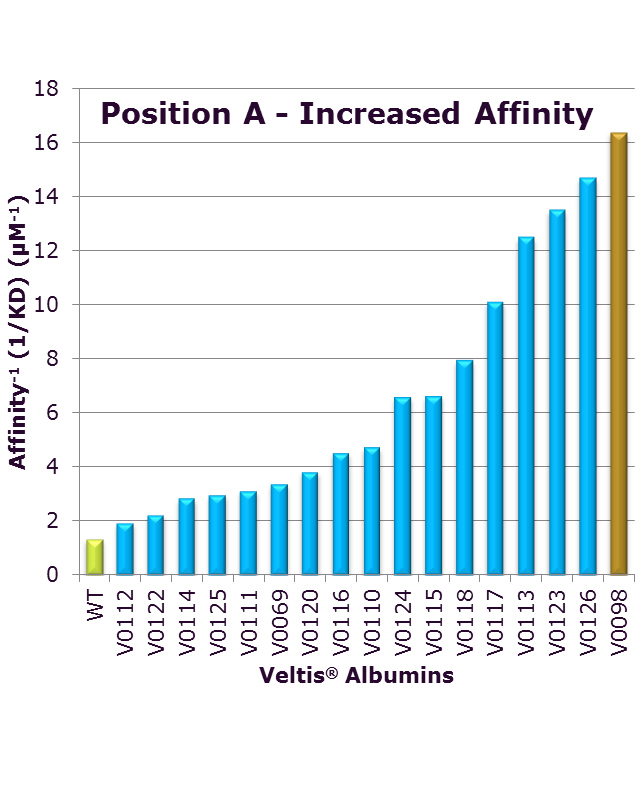 Position A - Increased Affinity
18
16
14
12
10
8
6
4
2
0
Affinity⁻¹ (1/KD) (µM⁻¹)
WT
V0112
V0122
V0114
V0125
V0111
V0069
V0120
V0116
V0110
V0124
V0115
V0118
V0117
V0113
V0123
V0126
V0098
Veltis® Albumins